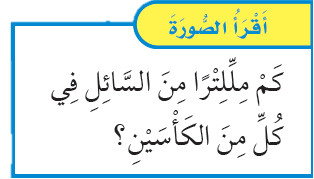 أَقْرَأُ الصُّورَةَ
كَمْ مِلِّلِتْرًا مِنَ السَّائِلِ فِي
كُلٍّ مِنَ الكَأْسَيْنِ؟